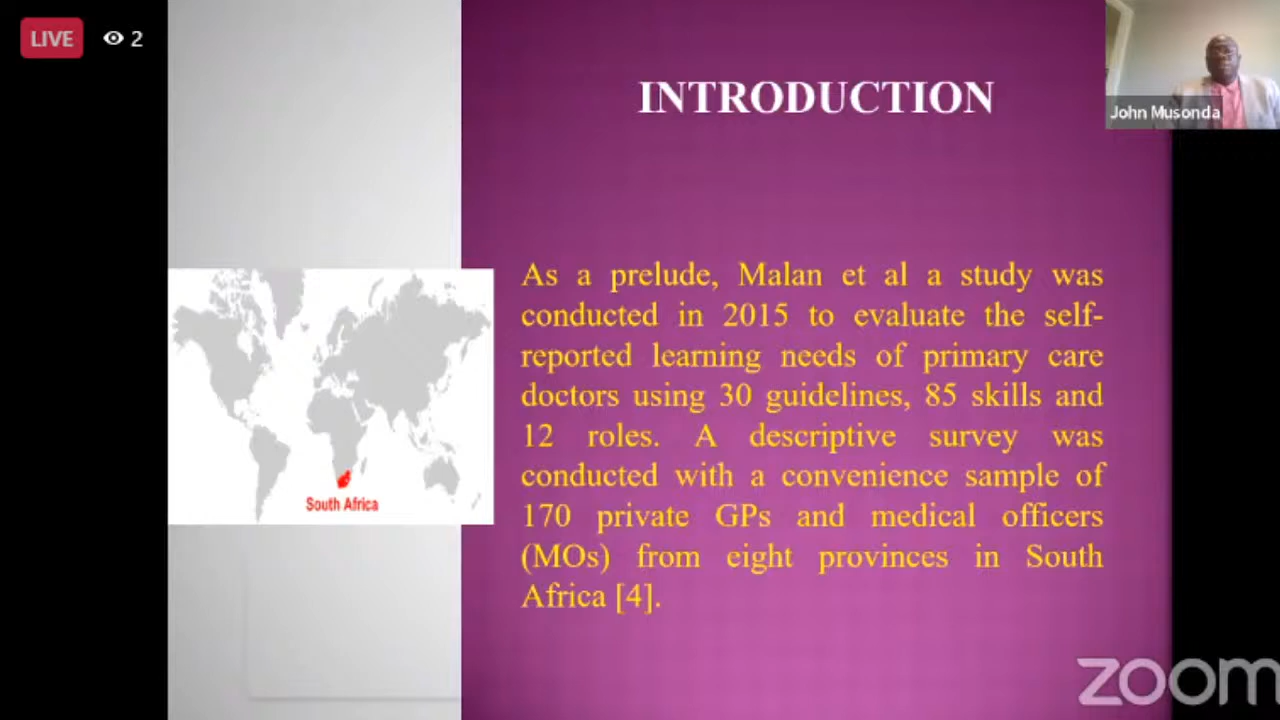 LIVE
2
INTRODUCTION
John Musonda
As a prelude, Malan et al a study was
conducted in 2015 to evaluate the self-
reported learning needs of primary care
doctors using 30 guidelines, 85 skills and
12 roles. A descriptive survey was
conducted with a convenience sample of
170 private GPs and medical officers
(MOs) from eight provinces in South
Africa [4].
South Africa
zoom